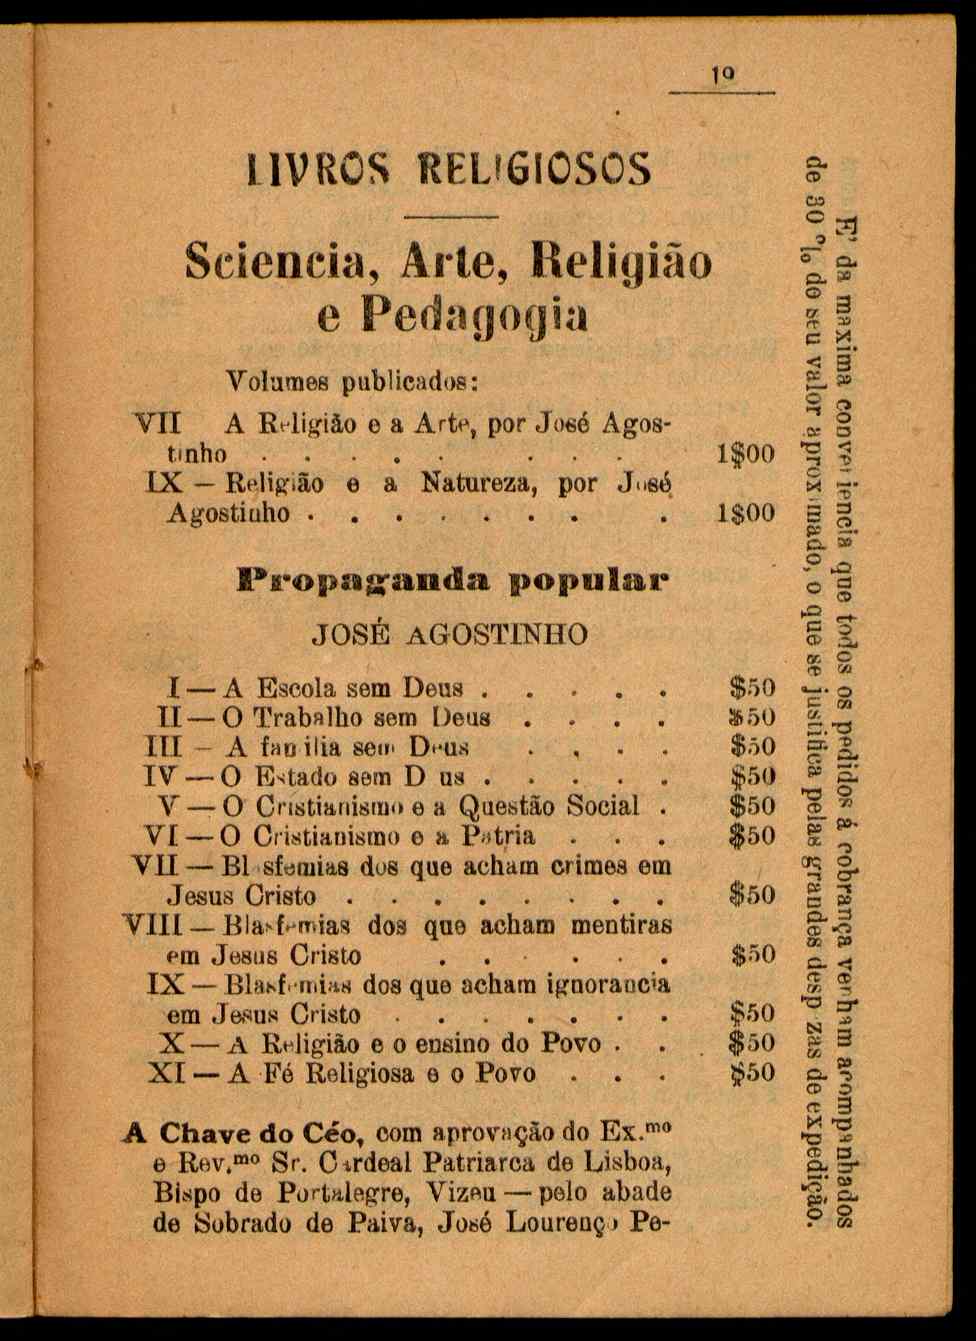 1º
LIVROS RELIGIOSOS
Sciencia, Arte, Religião
e Pedagogia
Volumes publicados:
VII A Religião e a Arte, por José Agos-
tinho . . . . . . . . 1$00
IX — Religião e a Natureza, por José
Agostinho . . . . . . . . 1$00
Propaganda popular
JOSÉ AGOSTINHO
I — A Escola sem Deus . . . . . $50
II — O Trabalho sem Deus . . . . $50
III — A familia sem Deus . . . . $50
IV — O Estado sem D us . . . . . $50
V — O Cristianismo e a Questão Social . $50
VI — O Cristianismo e a Patria . . . $50
VII — Bl sfemias dos que acham crimes em
Jesus Cristo . . . . . . . . $50
VIII — Blasfemias dos que acham mentiras
em Jesus Cristo . . . . . . $50
IX — Blasfemias dos que acham ignorancia
em Jesus Cristo . . . . . . . $50
X — A Religião e o ensino do Povo . . . $50
XI — A Fé Religiosa e o Povo . . . $50
A Chave do Céo, com aprovação do Ex.mo
e Rev.mo Sr. Cardeal Patriarca de Lisboa,
Bispo de Portalegre, Vizeu — pelo abade
de Sobrado de Paiva, José Lourenço Pe-
E' da maxima conveniencia que todos os pedidos á cobrança venham acompanhados
de 30 % do seu valor aproximado, o que se justifica pelas grandes desp zas de expedição.